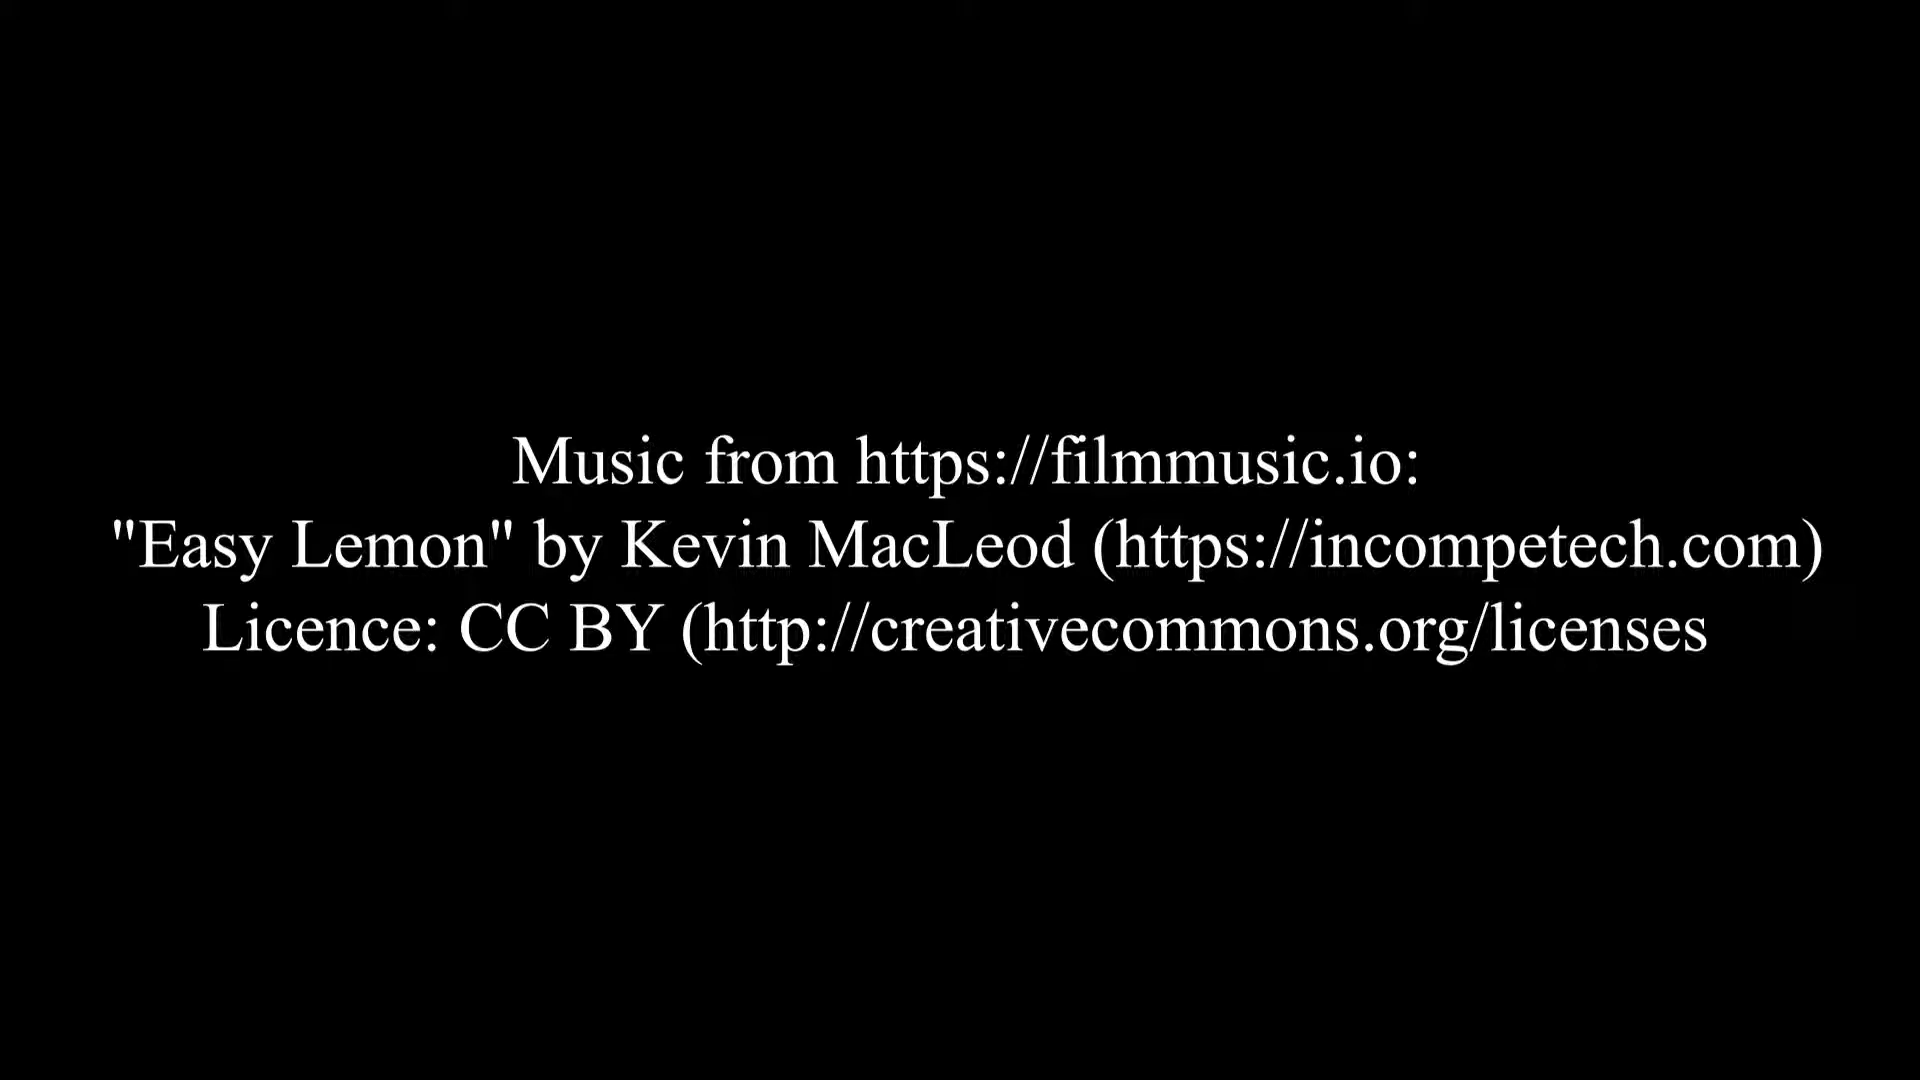 Music from https://filmmusic.io:
"Easy Lemon" by Kevin MacLeod (https://incompetech.com)
Licence: CC BY (http://creativecommons.org/licenses